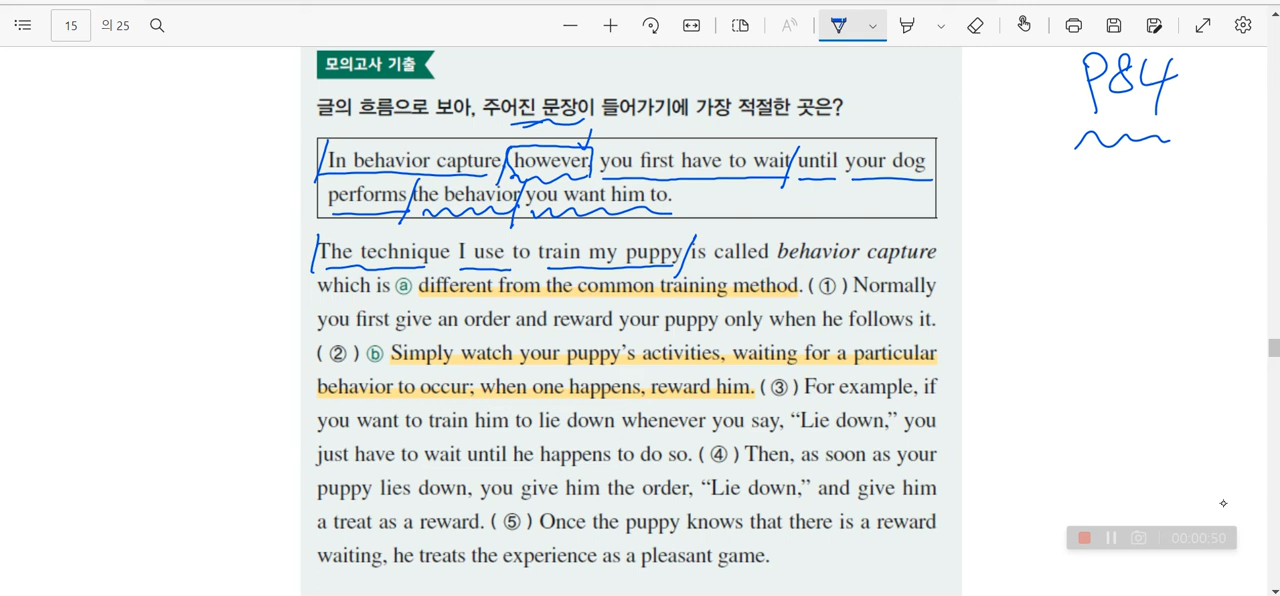 15 의 25
P84
모의고사 기출
글의 흐름으로 보아, 주어진 문장이 들어가기에 가장 적절한 곳은?
In behavior capture, however, you first have to wait until your dog
performs the behavior you want him to.
The technique I use to train my puppy is called behavior capture
which is ⓐ different from the common training method. ( ① ) Normally
you first give an order and reward your puppy only when he follows it.
( ② ) ⓑ Simply watch your puppy's activities, waiting for a particular
behavior to occur; when one happens, reward him. ( ③ ) For example, if
you want to train him to lie down whenever you say, “Lie down,” you
just have to wait until he happens to do so. ( ④ ) Then, as soon as your
puppy lies down, you give him the order, “Lie down,” and give him
a treat as a reward. ( ⑤ ) Once the puppy knows that there is a reward
waiting, he treats the experience as a pleasant game.
00:00:50